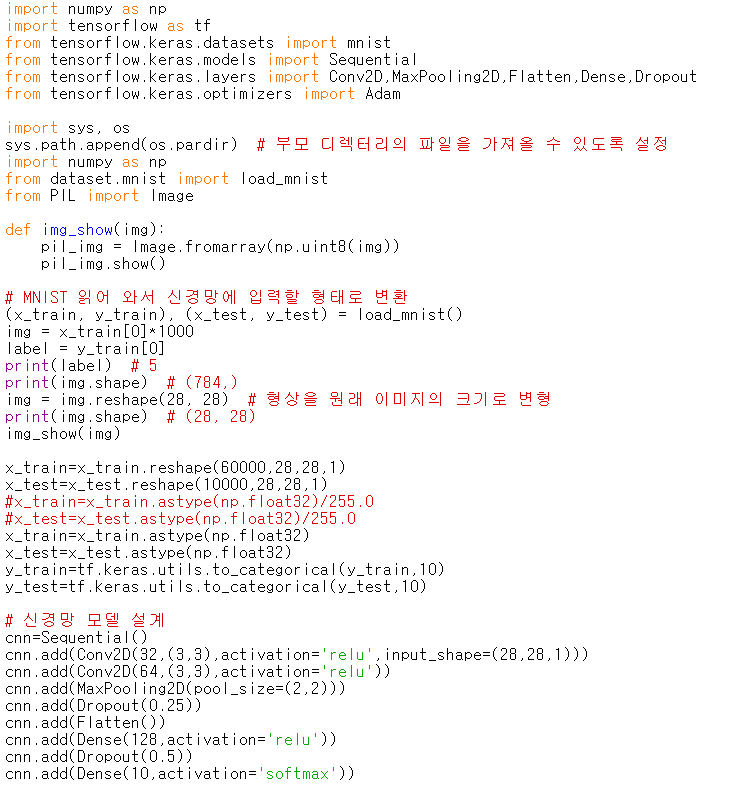 import numpy as np
import tensorflow as tf
from tensorflow.keras.datasets import mnist
from tensorflow.keras.models import Sequential
from tensorflow.keras.layers import Conv2D,MaxPooling2D,Flatten,Dense,Dropout
from tensorflow.keras.optimizers import Adam

import sys, os
sys.path.append(os.pardir)  # 부모 디렉터리의 파일을 가져올 수 있도록 설정
import numpy as np
from dataset.mnist import load_mnist
from PIL import Image

def img_show(img):
    pil_img = Image.fromarray(np.uint8(img))
    pil_img.show()

# MNIST 읽어 와서 신경망에 입력할 형태로 변환
(x_train, y_train), (x_test, y_test) = load_mnist()
img = x_train[0]*1000
label = y_train[0]
print(label)  # 5
print(img.shape)  # (784,)
img = img.reshape(28, 28)  # 형상을 원래 이미지의 크기로 변형
print(img.shape)  # (28, 28)
img_show(img)

x_train=x_train.reshape(60000,28,28,1)
x_test=x_test.reshape(10000,28,28,1)
#x_train=x_train.astype(np.float32)/255.0
#x_test=x_test.astype(np.float32)/255.0
x_train=x_train.astype(np.float32)
x_test=x_test.astype(np.float32)
y_train=tf.keras.utils.to_categorical(y_train,10)
y_test=tf.keras.utils.to_categorical(y_test,10)

# 신경망 모델 설계
cnn=Sequential()
cnn.add(Conv2D(32,(3,3),activation='relu',input_shape=(28,28,1)))
cnn.add(Conv2D(64,(3,3),activation='relu'))
cnn.add(MaxPooling2D(pool_size=(2,2)))
cnn.add(Dropout(0.25))
cnn.add(Flatten())
cnn.add(Dense(128,activation='relu'))
cnn.add(Dropout(0.5))
cnn.add(Dense(10,activation='softmax'))